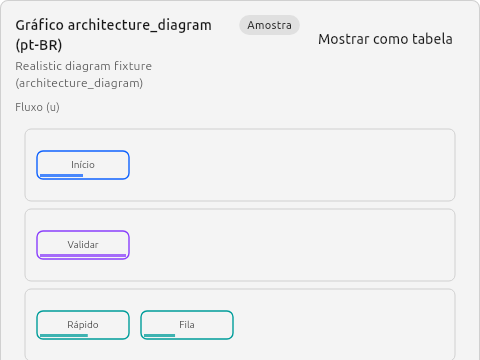 Gráfico architecture_diagram
(pt-BR)
Amostra
Mostrar como tabela
Realistic diagram fixture
(architecture_diagram)
Fluxo (u)
Início
Validar
Rápido
Fila